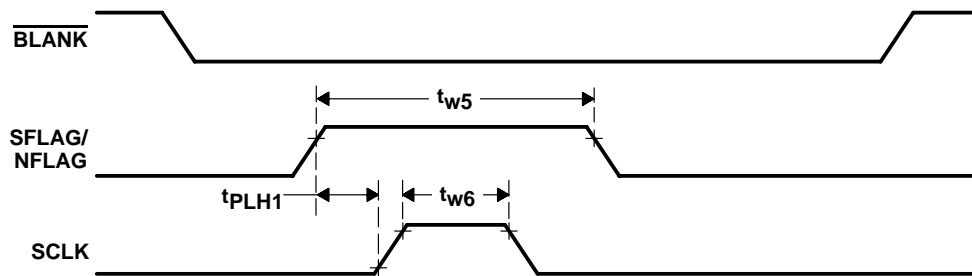 BLANK
tw5
SFLAG/
NFLAG
tPLH1
tw6
SCLK